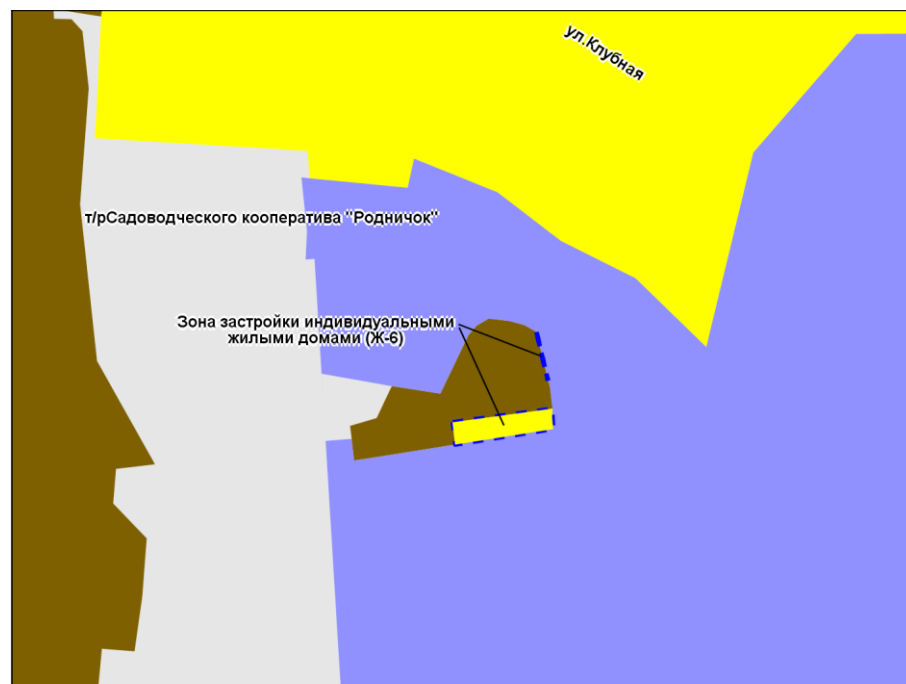 ул.Клубная
т/рСадоводческого кооператива "Родничок"
Зона застройки индивидуальными
жилыми домами (Ж-6)